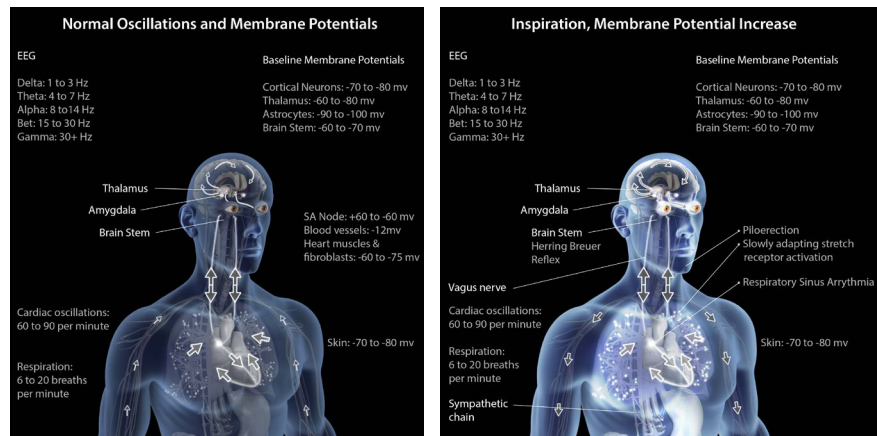 Normal Oscillations and Membrane Potentials
EEG
Delta: 1 to 3 Hz
Theta: 4 to 7 Hz
Alpha: 8 to14 Hz
Bet: 15 to 30 Hz
Gamma: 30+ Hz
Baseline Membrane Potentials
Cortical Neurons: -70 to -80 mv
Thalamus: -60 to -80 mv
Astrocytes: -90 to -100 mv
Brain Stem: -60 to -70 mv
Thalamus
Amygdala
Brain Stem
SA Node: +60 to -60 mv
Blood vessels: -12mv
Heart muscles &
fibroblasts: -60 to -75 mv
Cardiac oscillations:
60 to 90 per minute
Skin: -70 to -80 mv
Respiration:
6 to 20 breaths
per minute
Inspiration, Membrane Potential Increase
EEG
Delta: 1 to 3 Hz
Theta: 4 to 7 Hz
Alpha: 8 to14 Hz
Bet: 15 to 30 Hz
Gamma: 30+ Hz
Baseline Membrane Potentials
Cortical Neurons: -70 to -80 mv
Thalamus: -60 to -80 mv
Astrocytes: -90 to -100 mv
Brain Stem: -60 to -70 mv
Thalamus
Amygdala
Brain Stem
Herring Breuer
Reflex
Piloerection
Slowly adapting stretch
receptor activation
Vagus nerve
Respiratory Sinus Arrythmia
Cardiac oscillations:
60 to 90 per minute
Skin: -70 to -80 mv
Respiration:
6 to 20 breaths
per minute
Sympathetic
chain